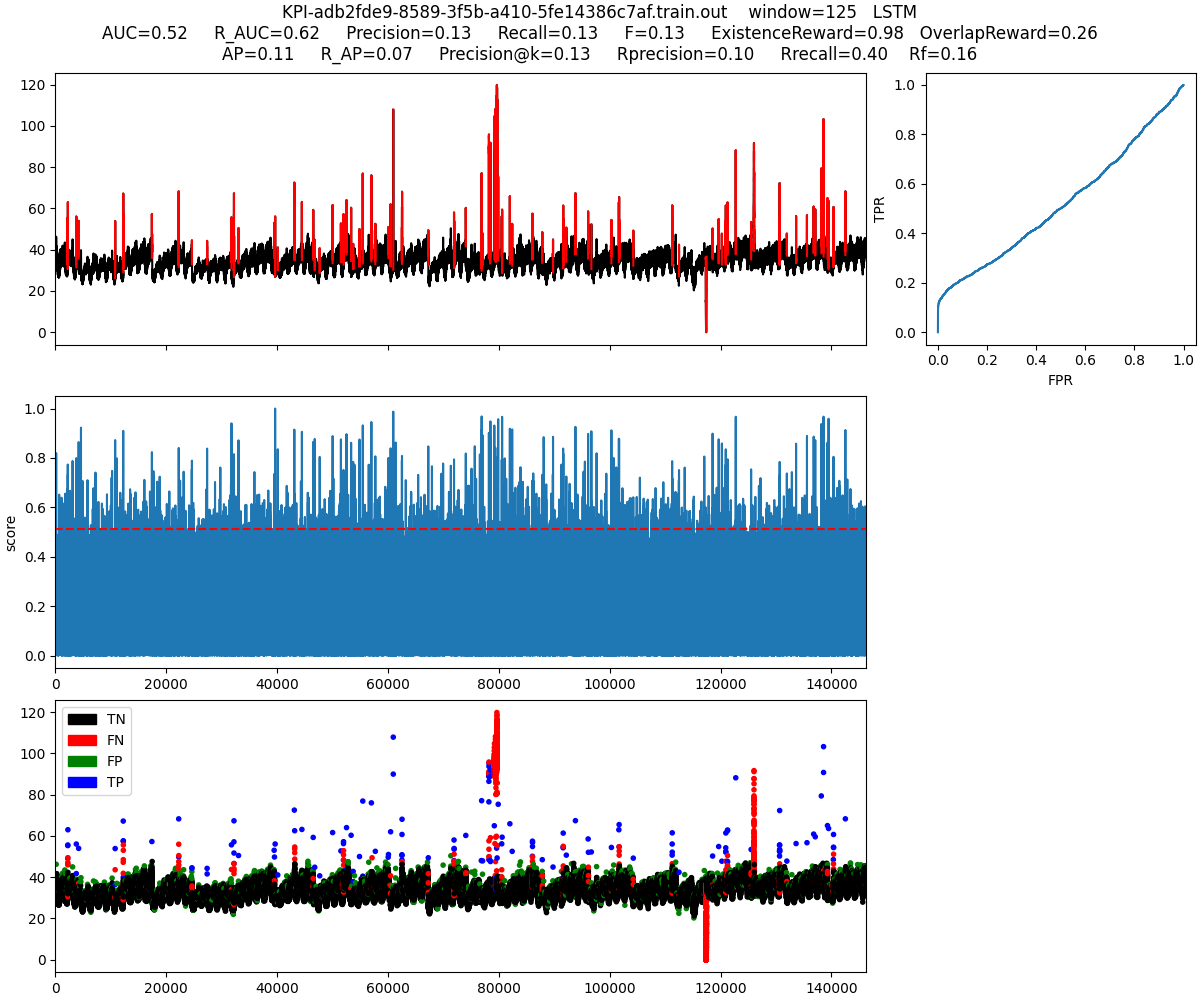 KPI-adb2fde9-8589-3f5b-a410-5fe14386c7af.train.out    window=125   LSTM
AUC=0.52     R_AUC=0.62     Precision=0.13     Recall=0.13     F=0.13     ExistenceReward=0.98   OverlapReward=0.26
AP=0.11     R_AP=0.07     Precision@k=0.13     Rprecision=0.10     Rrecall=0.40     Rf=0.16
120
100
80
60
40
20
0
1.0
0.8
0.6
0.4
0.2
0.0
TPR
0.0 0.2 0.4 0.6 0.8 1.0
FPR
1.0
0.8
0.6
0.4
0.2
0.0
score
0 20000 40000 60000 80000 100000 120000 140000
120
100
80
60
40
20
0
TN
FN
FP
TP
0 20000 40000 60000 80000 100000 120000 140000